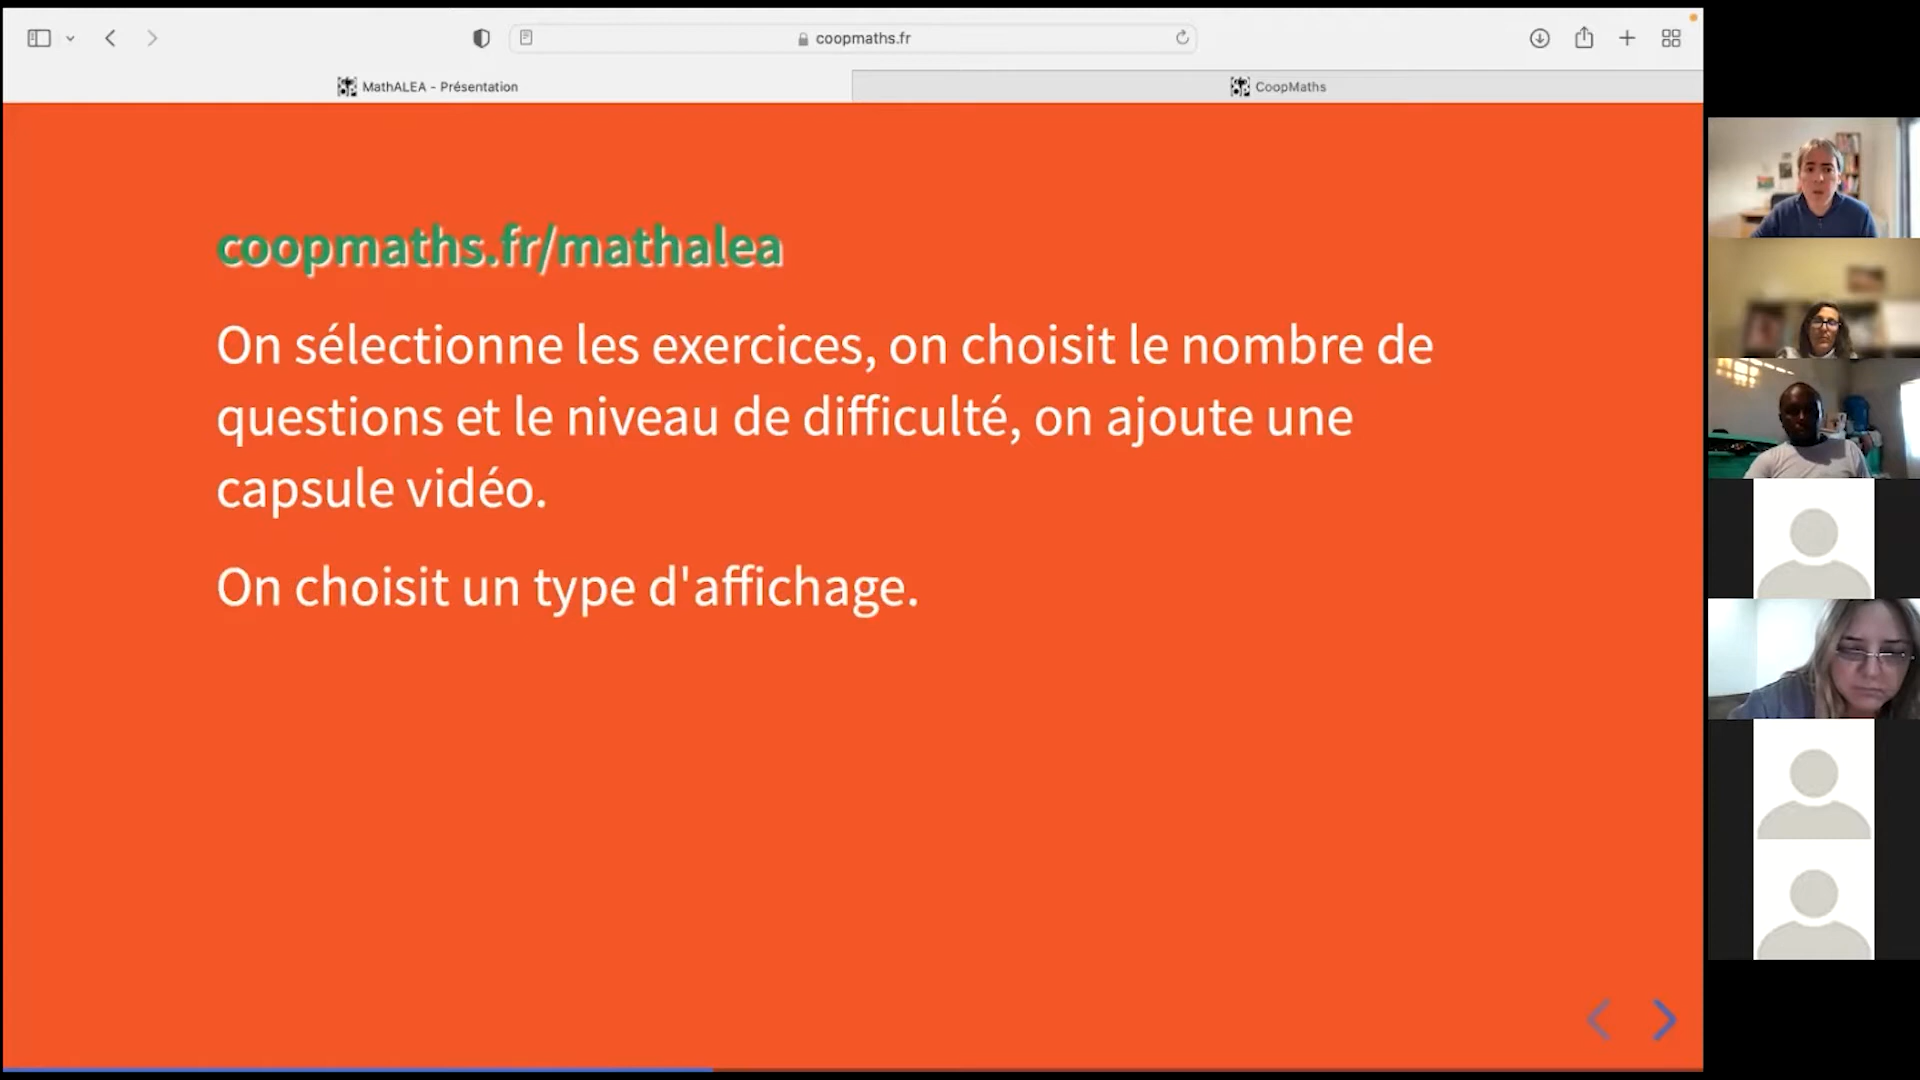 coopmaths.fr
MathALEA - Présentation
CoopMaths
coopmaths.fr/mathalea
On sélectionne les exercices, on choisit le nombre de
questions et le niveau de difficulté, on ajoute une
capsule vidéo.
On choisit un type d'affichage.